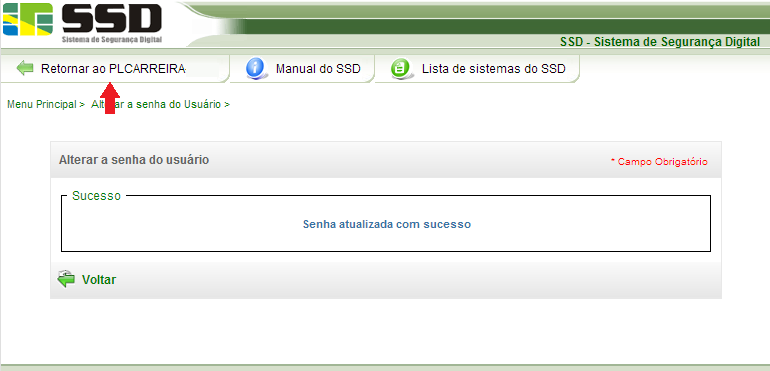 SSD
Sistema de Segurança Digital
SSD - Sistema de Segurança Digital
Retornar ao PLCARREIRA
Manual do SSD
Lista de sistemas do SSD
Menu Principal > Alterar a senha do Usuário >
Alterar a senha do usuário
* Campo Obrigatório
Sucesso
Senha atualizada com sucesso
Voltar